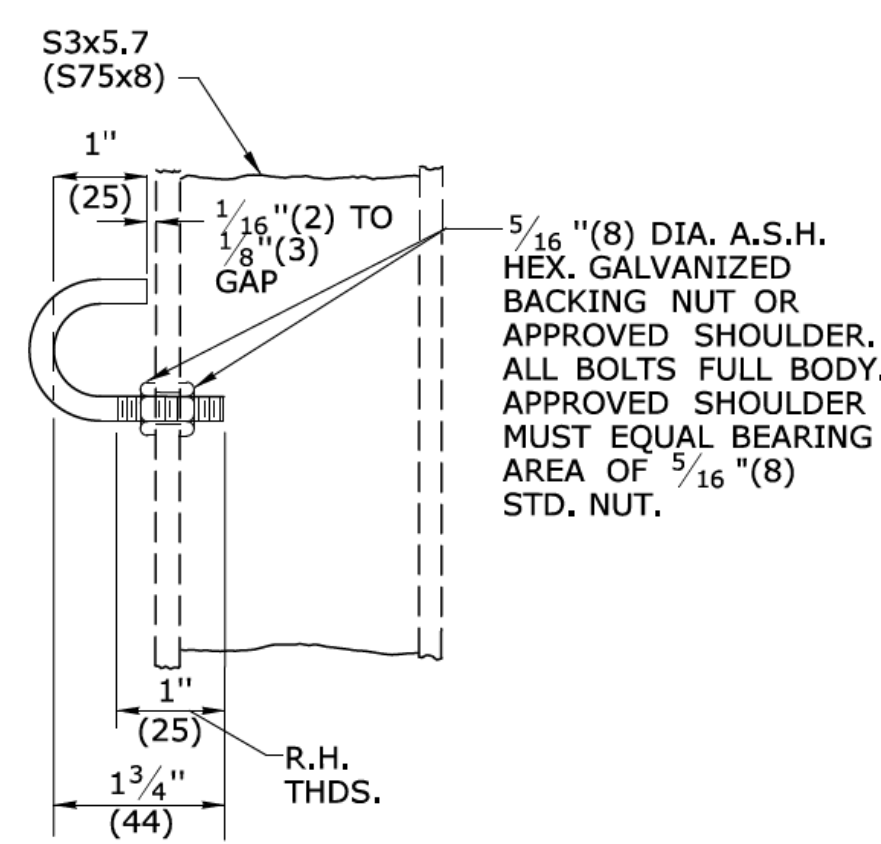 S3x5.7
(S75x8)
1"
(25)
1/16 "(2) TO
1/8"(3)
GAP
5/16 "(8) DIA. A.S.H.
HEX. GALVANIZED
BACKING NUT OR
APPROVED SHOULDER.
ALL BOLTS FULL BODY.
APPROVED SHOULDER
MUST EQUAL BEARING
AREA OF 5/16 "(8)
STD. NUT.
1"
(25)
R.H.
THDS.
1 3/4"
(44)